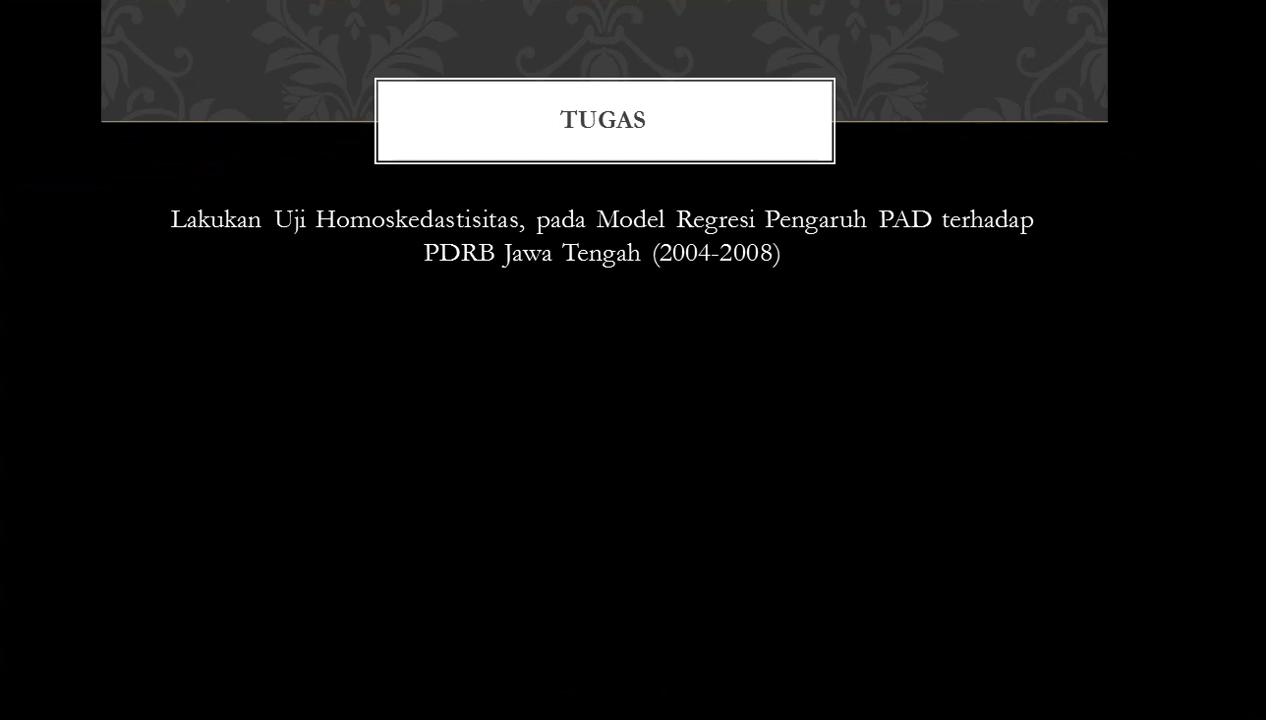 TUGAS
Lakukan Uji Homoskedastisitas, pada Model Regresi Pengaruh PAD terhadap
PDRB Jawa Tengah (2004-2008)